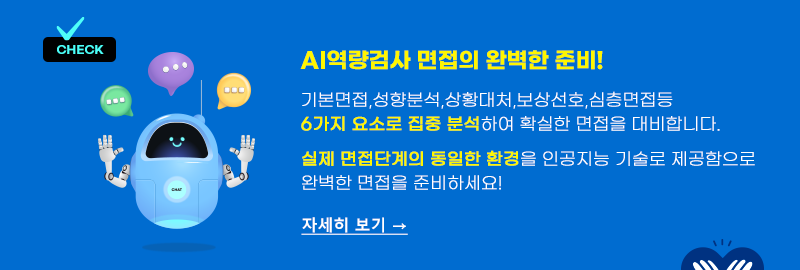 CHECK
AI역량검사 면접의 완벽한 준비!
기본면접,성향분석,상황대처,보상선호,심층면접등
6가지 요소로 집중 분석하여 확실한 면접을 대비합니다.
실제 면접단계의 동일한 환경을 인공지능 기술로 제공함으로
완벽한 면접을 준비하세요!
자세히 보기 →
CHAT